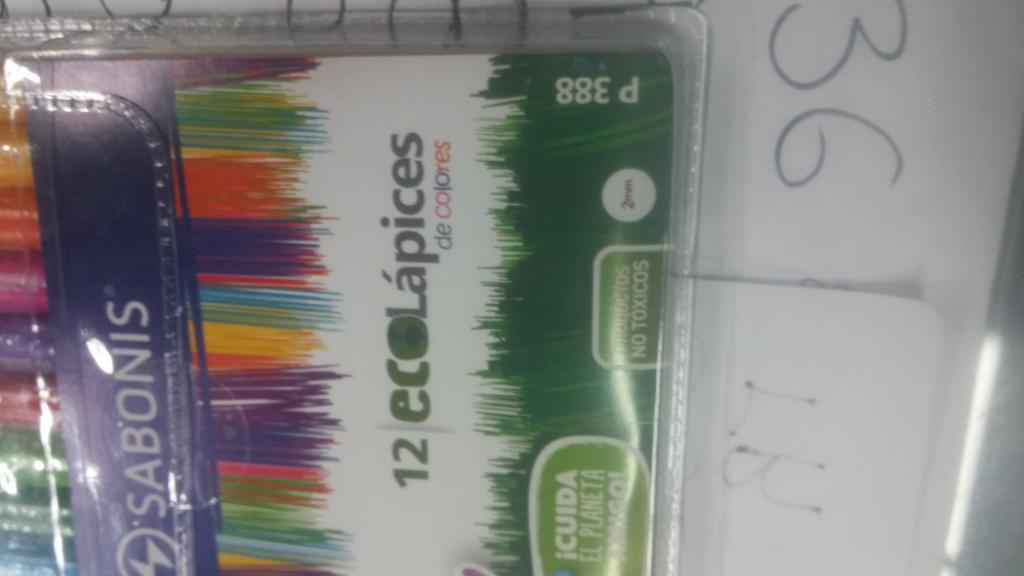 SABONIS
12 ecoLápices
de colores
P 388
2mm
PRODUCTOS
NO TÓXICOS
¡CUIDA
EL PLANETA
36